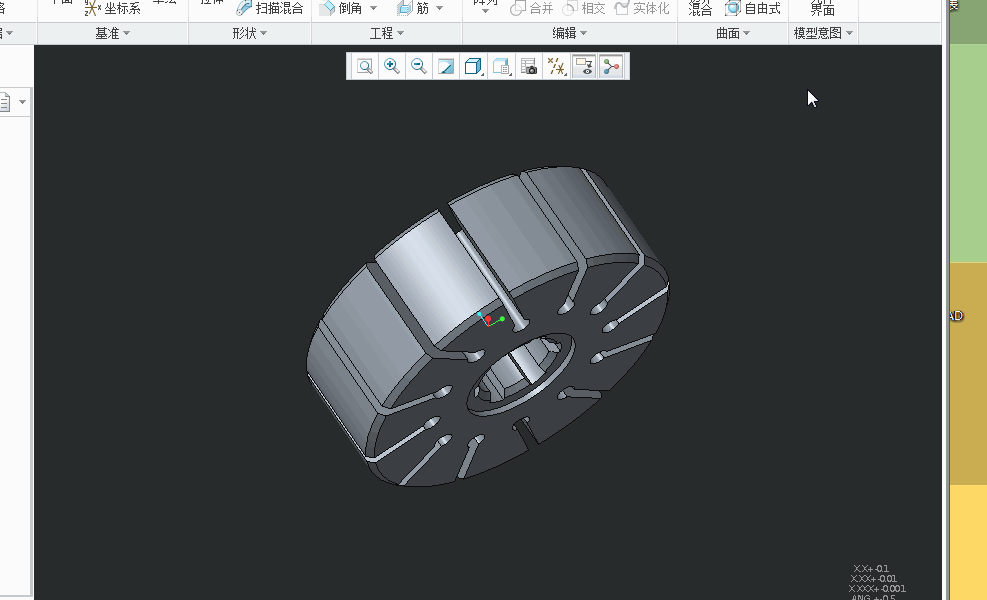 坐标系 扫描混合 倒角 筋 合并 相交 实体化 混合 自由式 界面
基准 形状 工程 编辑 曲面 模型意图
AD
X.X+-0.1
X.XX+-0.01
X.XXX+-0.001
ANG.+-0.5